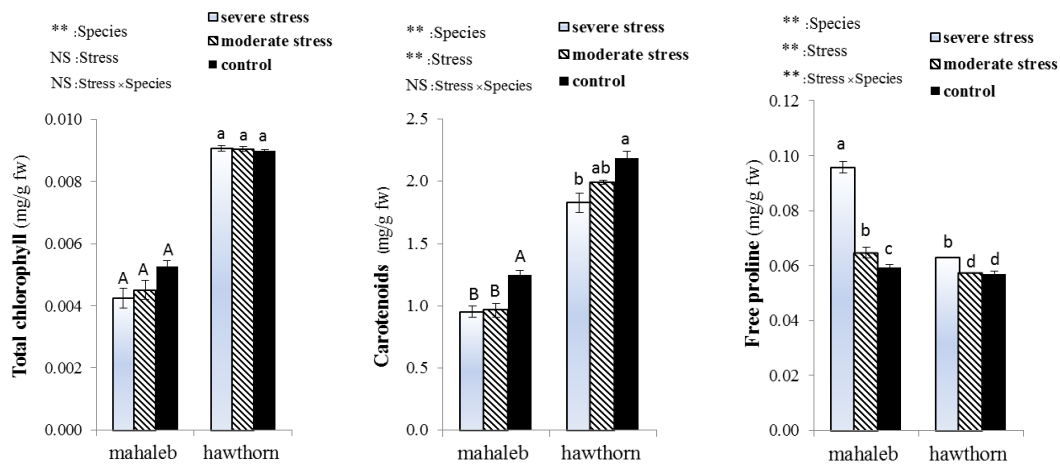 ** :Species
NS :Stress
NS :Stress ×Species
severe stress
moderate stress
control
Total chlorophyll (mg/g fw)
0.010
0.008
0.006
0.004
0.002
0.000
A A A
a a a
mahaleb hawthorn
** :Species
** :Stress
NS :Stress×Species
severe stress
moderate stress
control
Carotenoids (mg/g fw)
2.5
2.0
1.5
1.0
0.5
0.0
B B A
b ab a
mahaleb hawthorn
** :Species
** :Stress
** :Stress ×Species
severe stress
moderate stress
control
Free proline (mg/g fw)
0.12
0.10
0.08
0.06
0.04
0.02
0.00
a b c
b d d
mahaleb hawthorn